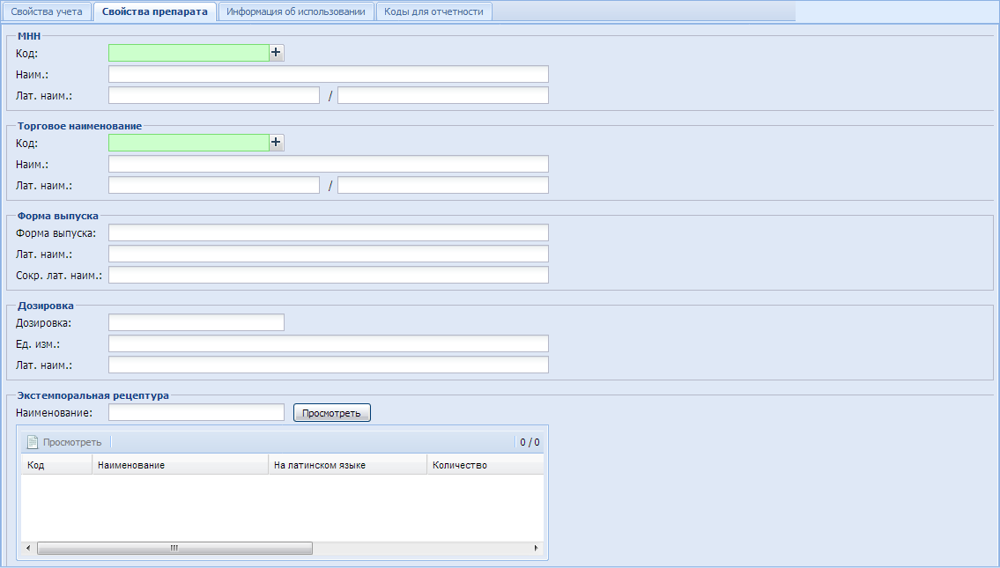 Свойства учета Свойства препарата Информация об использовании Коды для отчетности
МНН
Код:
Наим.:
Лат. наим.: /
Торговое наименование
Код:
Наим.:
Лат. наим.: /
Форма выпуска
Форма выпуска:
Лат. наим.:
Сокр. лат. наим.:
Дозировка
Дозировка:
Ед. изм.:
Лат. наим.:
Экстемпоральная рецептура
Наименование: Просмотреть
Просмотреть 0 / 0
Код Наименование На латинском языке Количество